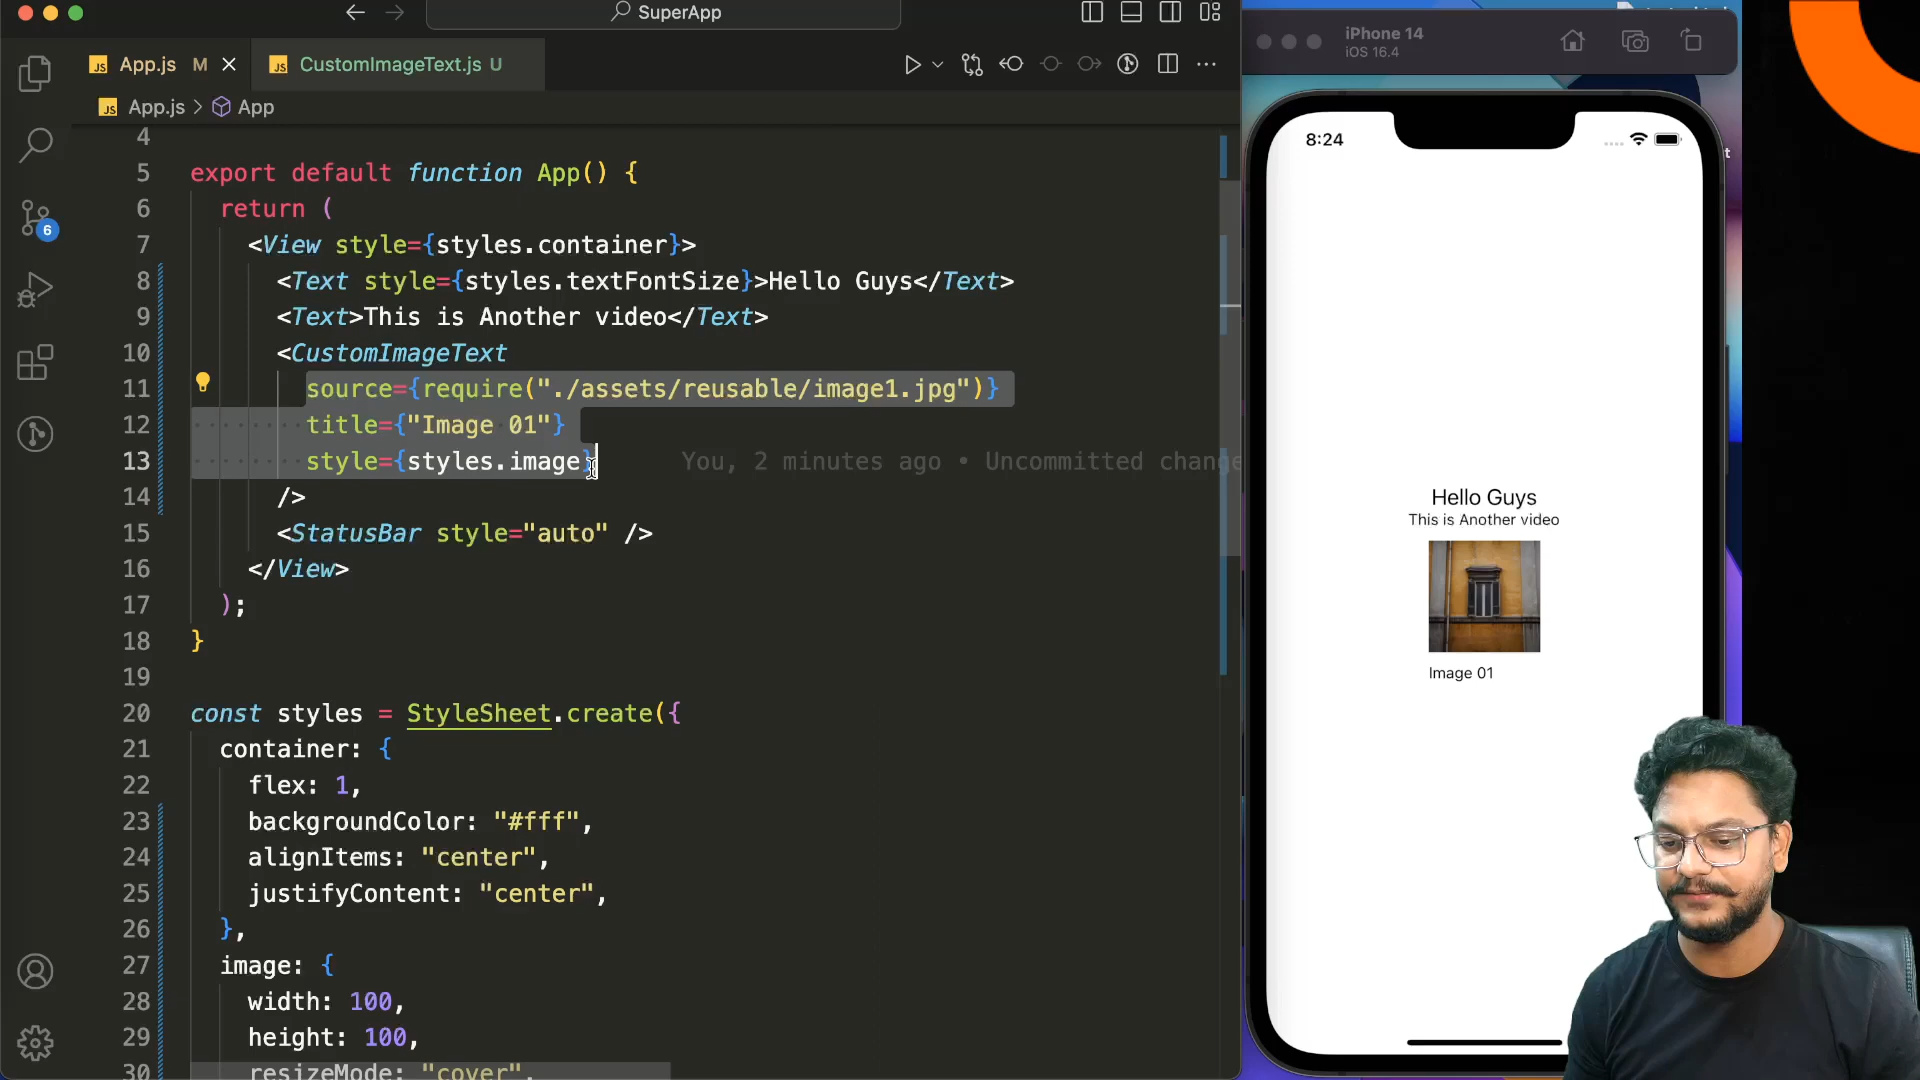 SuperApp
JS App.js M
JS CustomImageText.js U
JS App.js > App
4
5 export default function App() {
6 return (
7 <View style={styles.container}>
8 <Text style={styles.textFontSize}>Hello Guys</Text>
9 <Text>This is Another video</Text>
10 <CustomImageText
11 source={require("./assets/reusable/image1.jpg")}
12 title={"Image 01"}
13 style={styles.image} You, 2 minutes ago • Uncommitted change
14 />
15 <StatusBar style="auto" />
16 </View>
17 );
18 }
19
20 const styles = StyleSheet.create({
21 container: {
22 flex: 1,
23 backgroundColor: "#fff",
24 alignItems: "center",
25 justifyContent: "center",
26 },
27 image: {
28 width: 100,
29 height: 100,
30 resizeMode: "cover",
6
iPhone 14
iOS 16.4
8:24
Hello Guys
This is Another video
Image 01